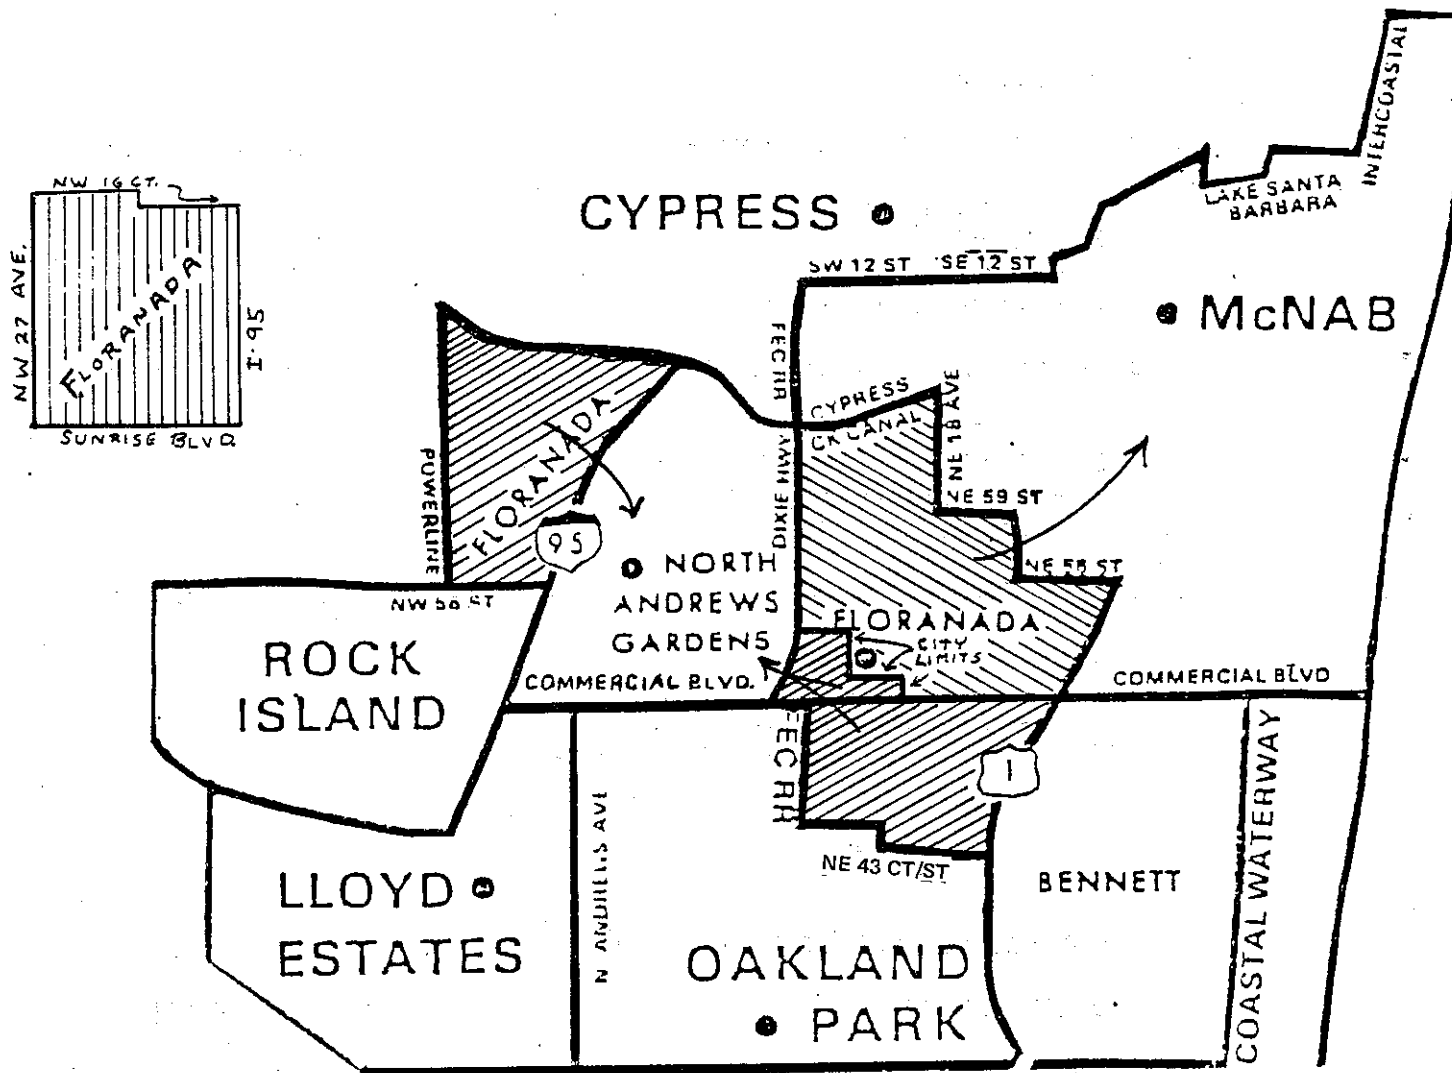 INTERCOASTAL
NW 16 CT.
LAKE SANTA
BARBARA
CYPRESS
NW 27 AVE.
FLORANADA
I-95
SUNRISE BLVD.
SW 12 ST
SE 12 ST
McNAB
FEC RR
CYPRESS
CK CANAL
NE 18 AVE
POWERLINE
FLORANADA
DIXIE HWY
NE 59 ST
95
NORTH
ANDREWS
GARDENS
NE 55 ST
NW 56 ST
FLORANADA
CITY
LIMITS
ROCK
ISLAND
COMMERCIAL BLVD.
COMMERCIAL BLVD
FEC RR
1
COASTAL WATERWAY
NE 43 CT/ST
BENNETT
LLOYD
ESTATES
OAKLAND
PARK